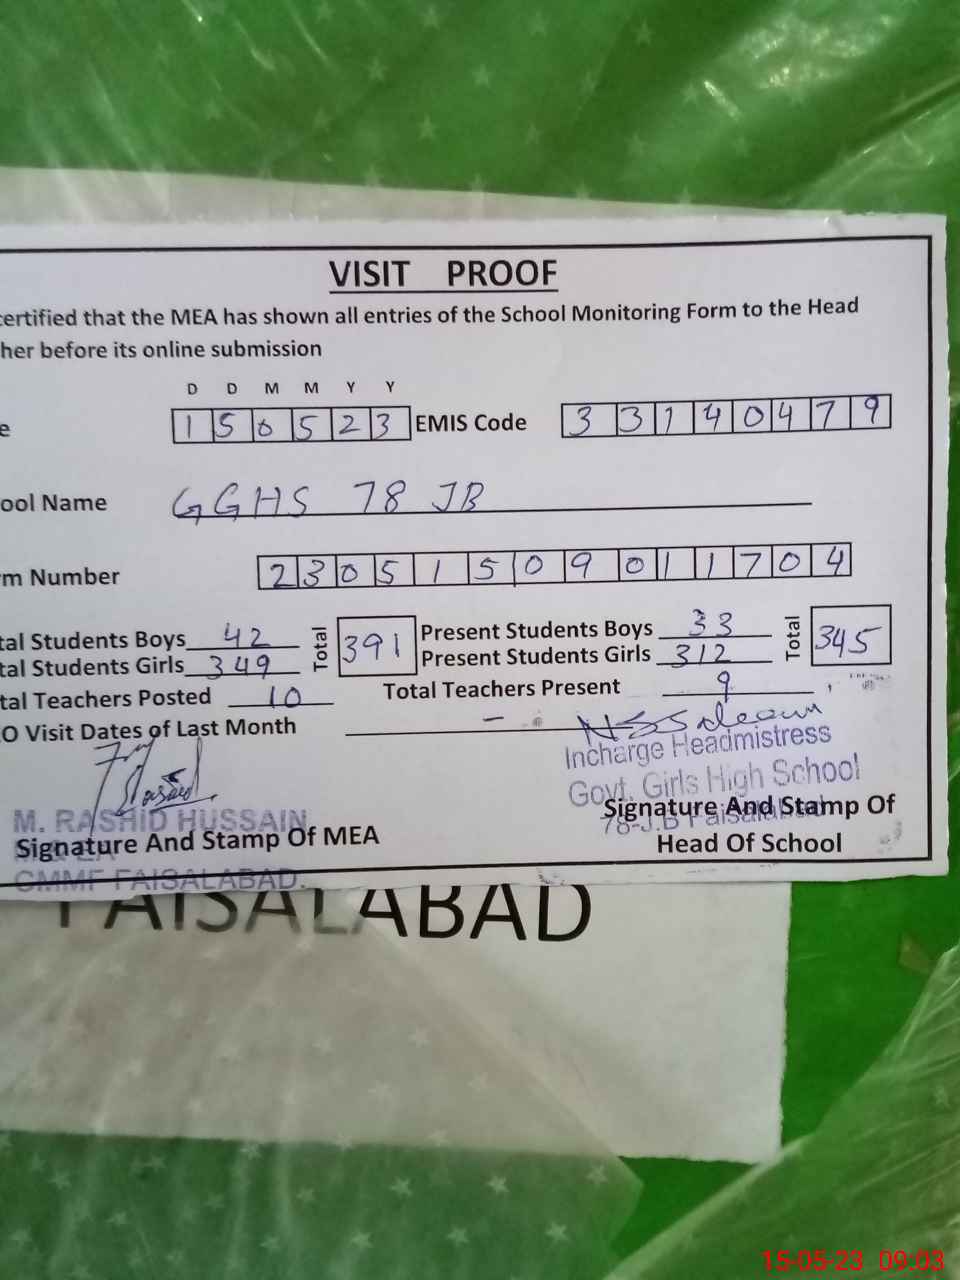 VISIT PROOF
certified that the MEA has shown all entries of the School Monitoring Form to the Head
her before its online submission
D D M M Y Y
e 1 5 0 5 2 3 EMIS Code 3 3 1 4 0 4 7 9
ool Name GGHS 78 JB
m Number 2 3 0 5 1 5 0 9 0 1 1 7 0 4
tal Students Boys 42 Total 391 Present Students Boys 33 Total 345
tal Students Girls 349 Present Students Girls 312
tal Teachers Posted 10 Total Teachers Present 9
O Visit Dates of Last Month -
Incharge Headmistress
Govt. Girls High School
78-J.B Faisalabad
Signature And Stamp Of
Head Of School
M. RASHID HUSSAIN
Signature And Stamp Of MEA
CMMF FAISALABAD.
FAISALABAD
15-05-23 09:03